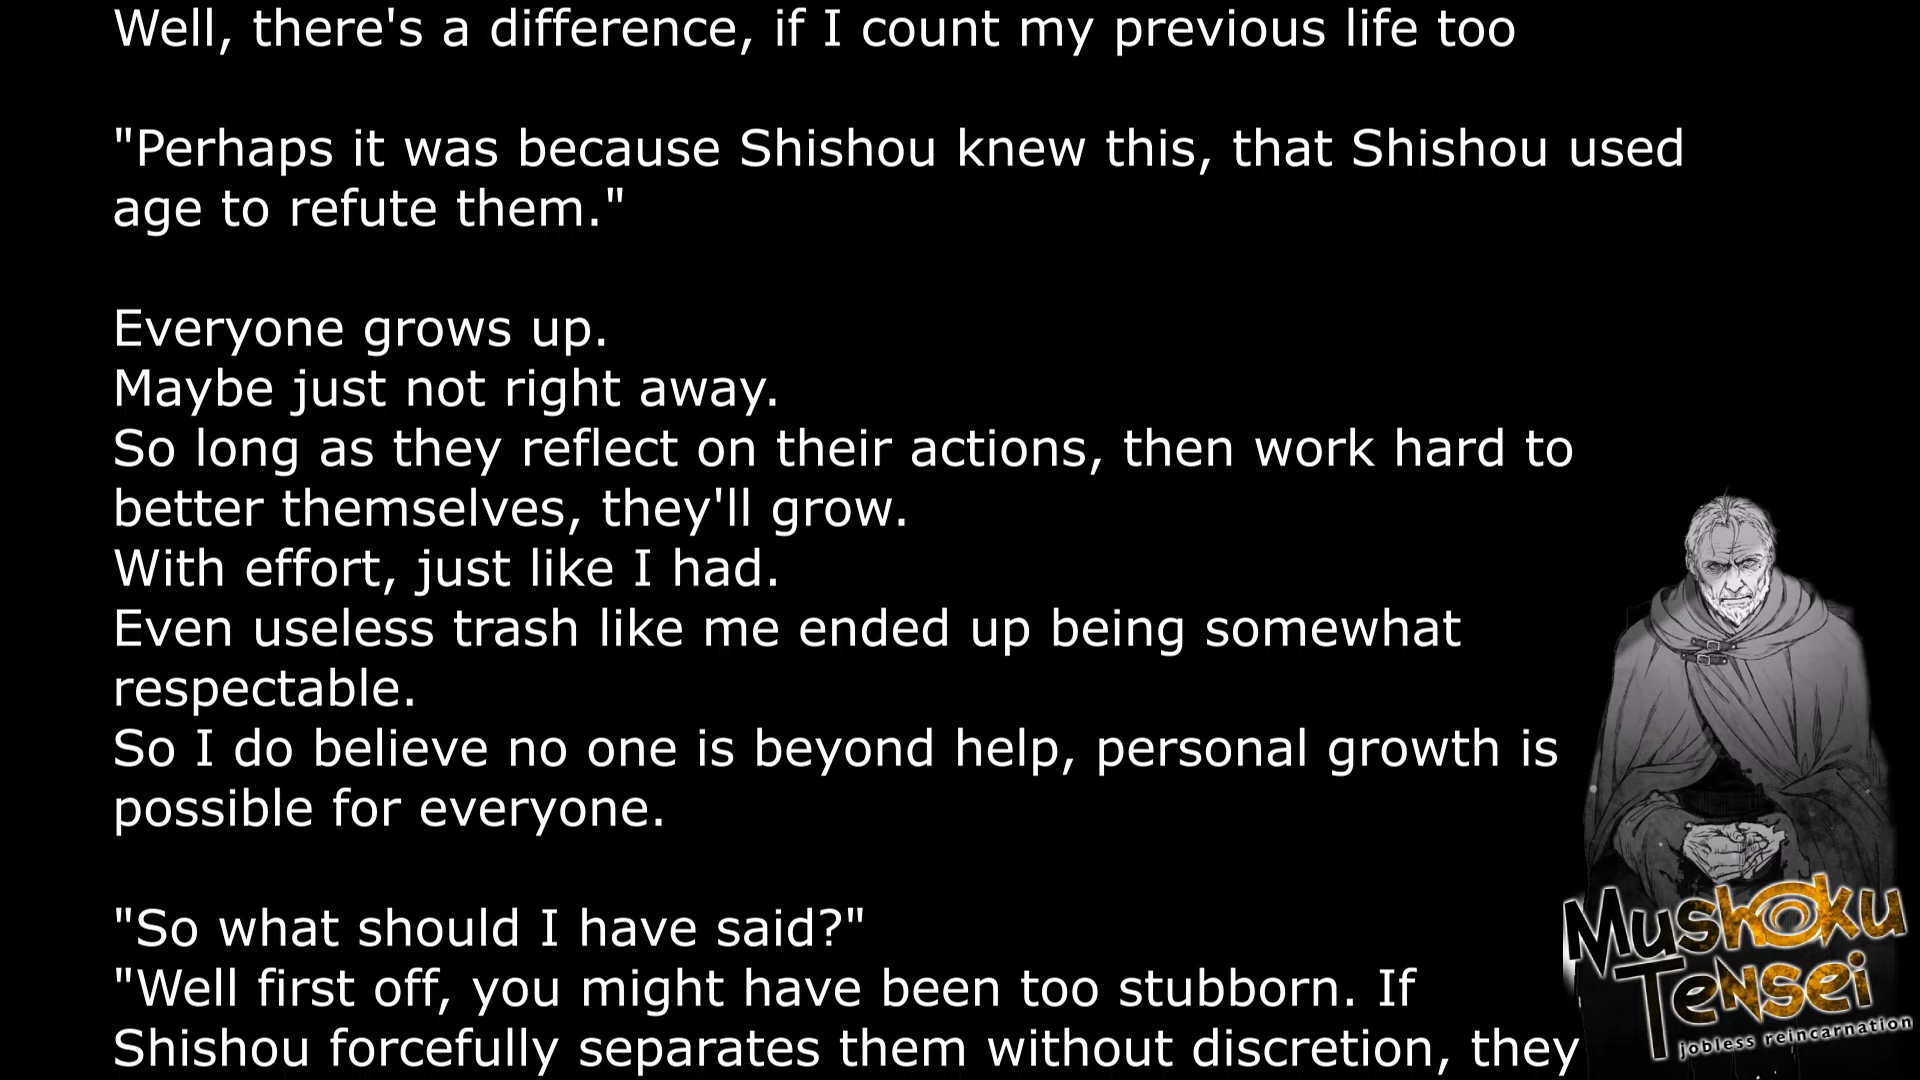 Well, there's a difference, if I count my previous life too
"Perhaps it was because Shishou knew this, that Shishou used
age to refute them."
Everyone grows up.
Maybe just not right away.
So long as they reflect on their actions, then work hard to
better themselves, they'll grow.
With effort, just like I had.
Even useless trash like me ended up being somewhat
respectable.
So I do believe no one is beyond help, personal growth is
possible for everyone.
"So what should I have said?"
"Well first off, you might have been too stubborn. If
Shishou forcefully separates them without discretion, they
Mushoku
Tensei
jobless reincarnation